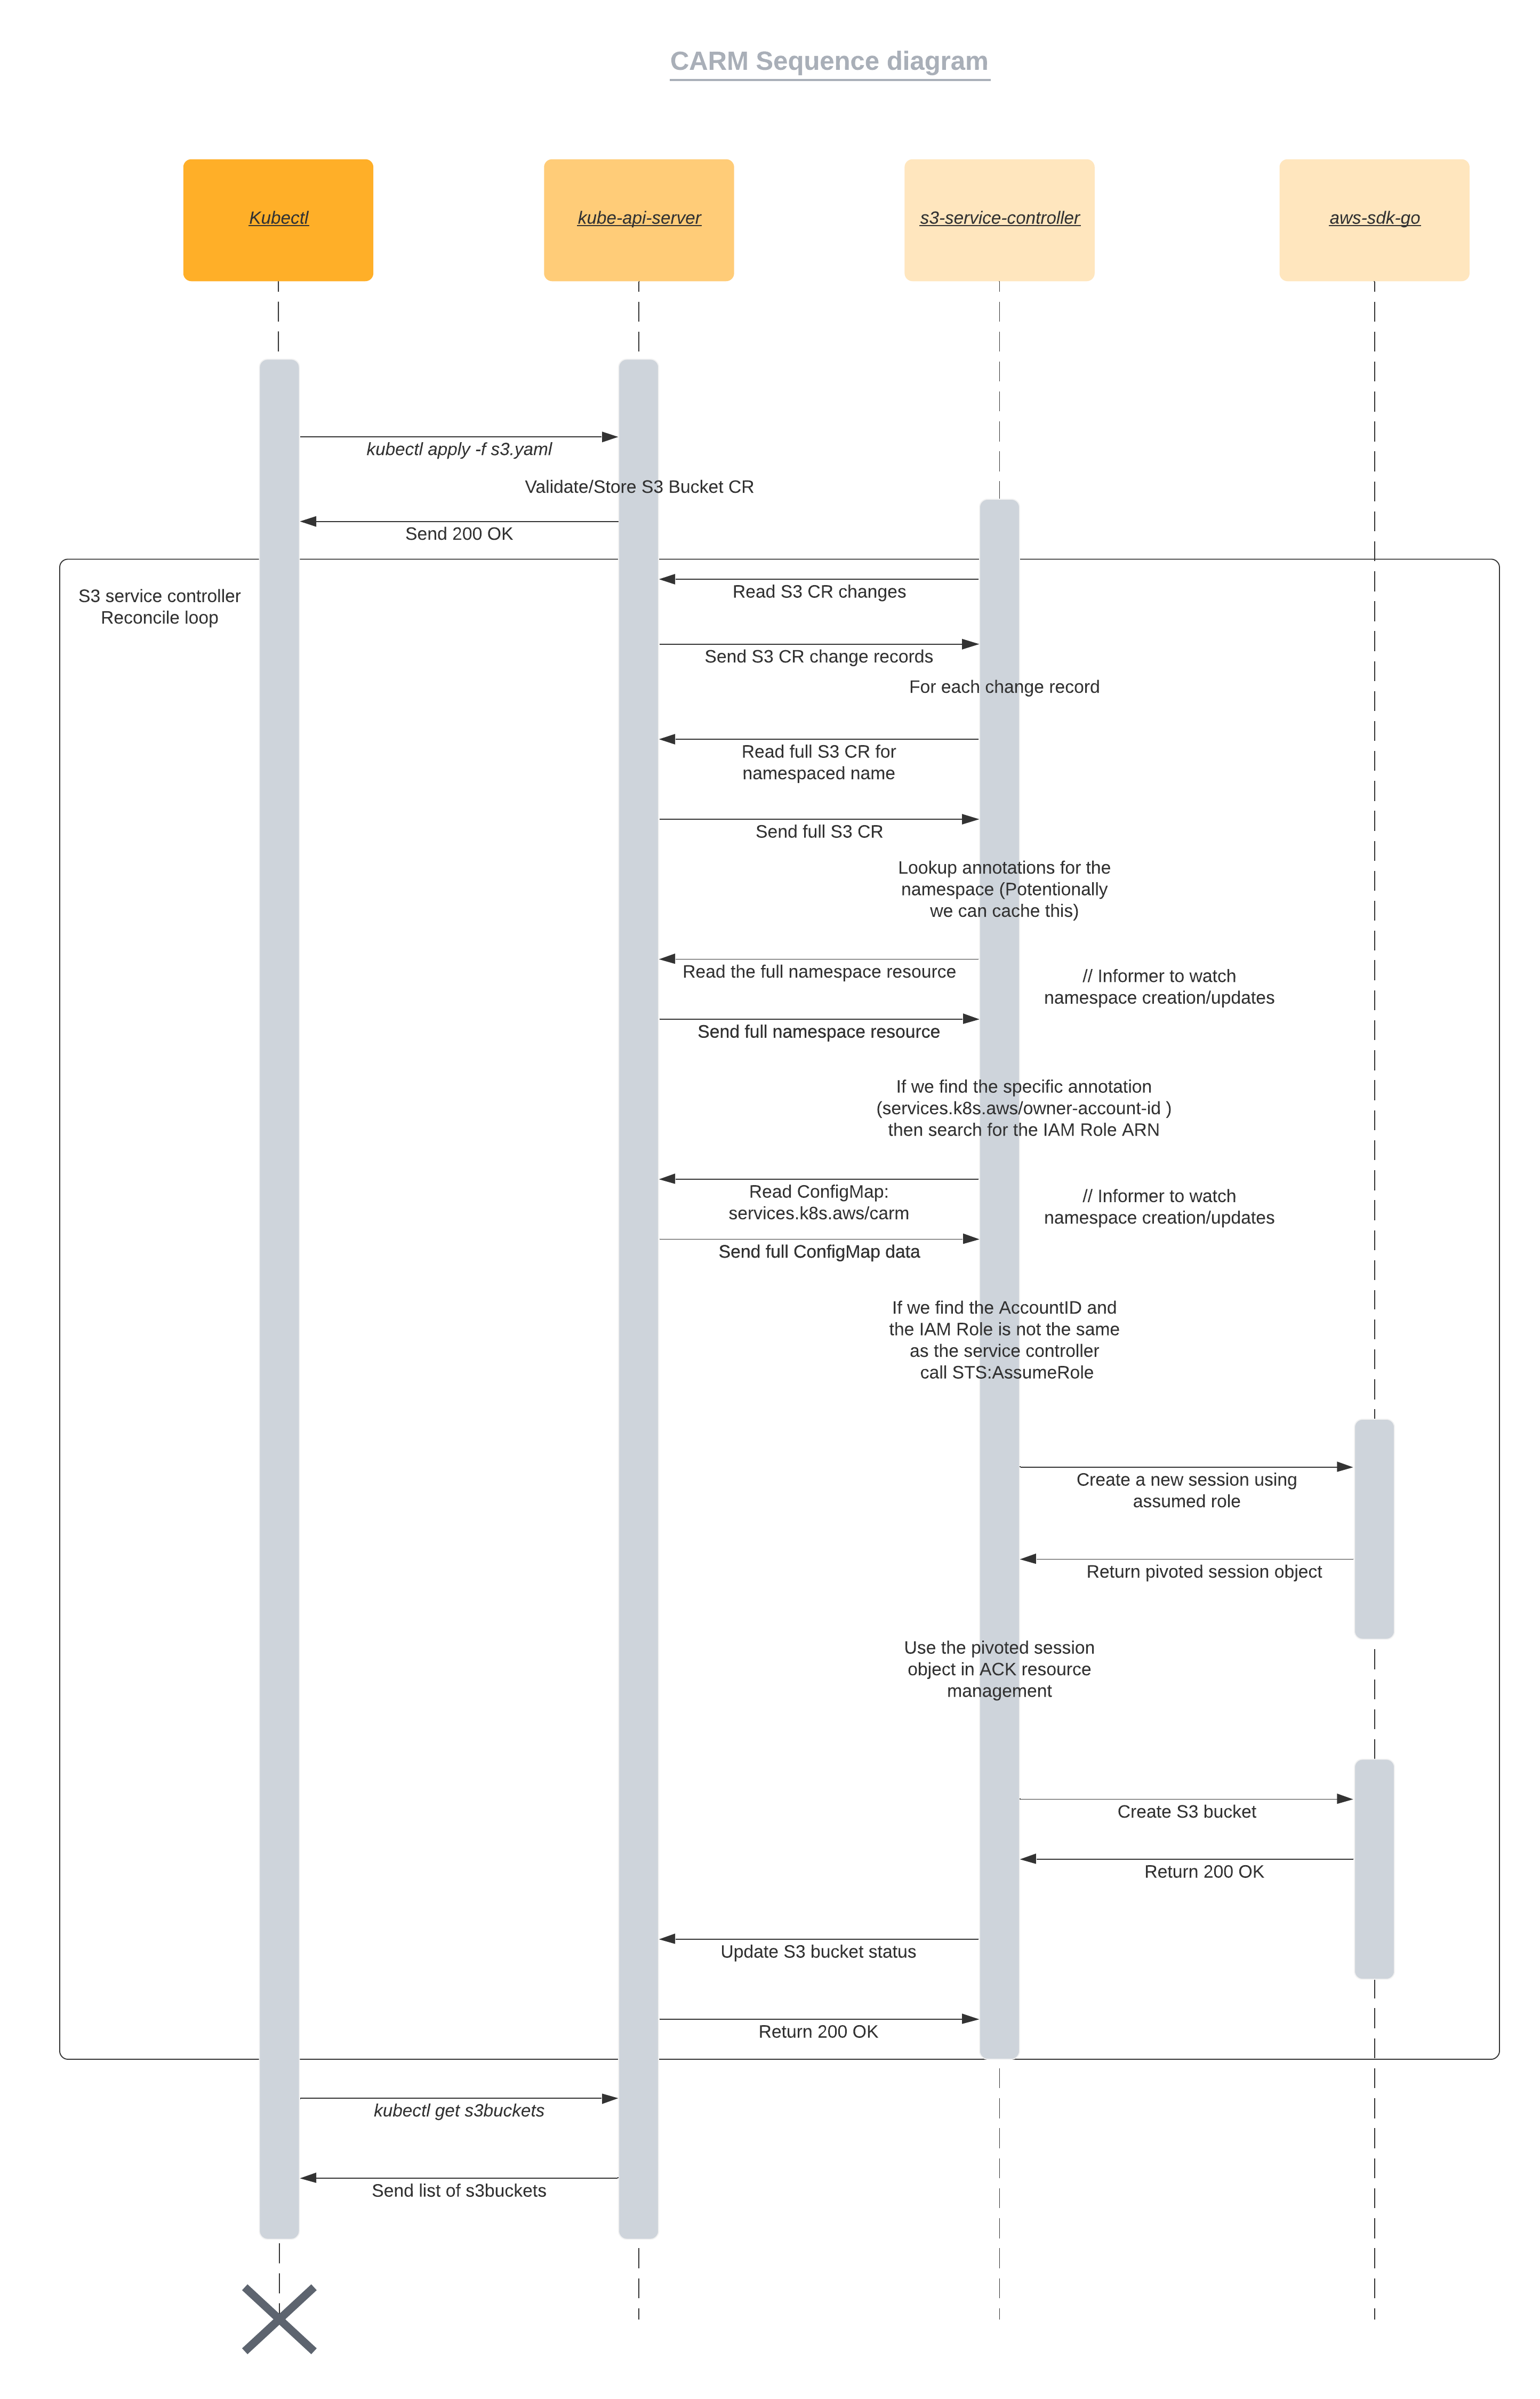 CARM Sequence diagram
Kubectl
kube-api-server
s3-service-controller
aws-sdk-go
kubectl apply -f s3.yaml
Validate/Store S3 Bucket CR
Send 200 OK
S3 service controller
Reconcile loop
Read S3 CR changes
Send S3 CR change records
For each change record
Read full S3 CR for
namespaced name
Send full S3 CR
Lookup annotations for the
namespace (Potentionally
we can cache this)
Read the full namespace resource
// Informer to watch
namespace creation/updates
Send full namespace resource
If we find the specific annotation
(services.k8s.aws/owner-account-id )
then search for the IAM Role ARN
Read ConfigMap:
services.k8s.aws/carm
// Informer to watch
namespace creation/updates
Send full ConfigMap data
If we find the AccountID and
the IAM Role is not the same
as the service controller
call STS:AssumeRole
Create a new session using
assumed role
Return pivoted session object
Use the pivoted session
object in ACK resource
management
Create S3 bucket
Return 200 OK
Update S3 bucket status
Return 200 OK
kubectl get s3buckets
Send list of s3buckets